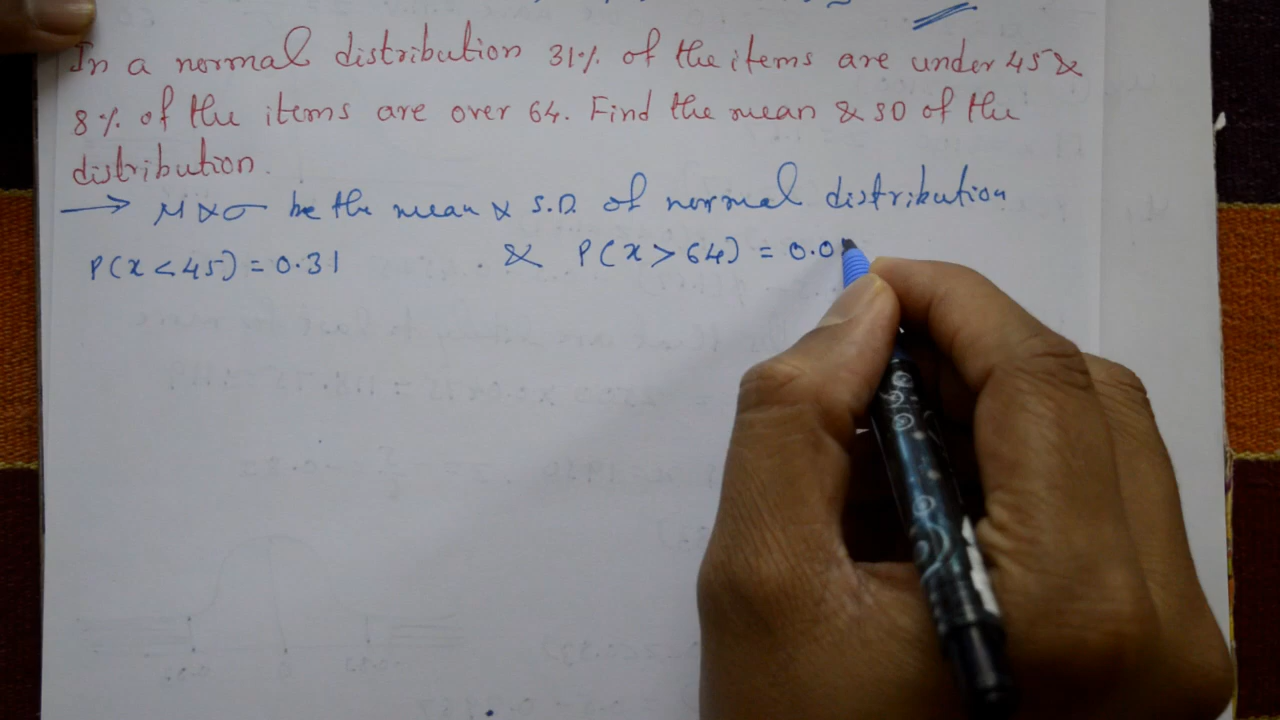 In a normal distribution 31% of the items are under 45 &
8% of the items are over 64. Find the mean & SD of the
distribution.
→ μ & σ be the mean & S.D. of normal distribution
P(x < 45) = 0.31 & P(x > 64) = 0.0